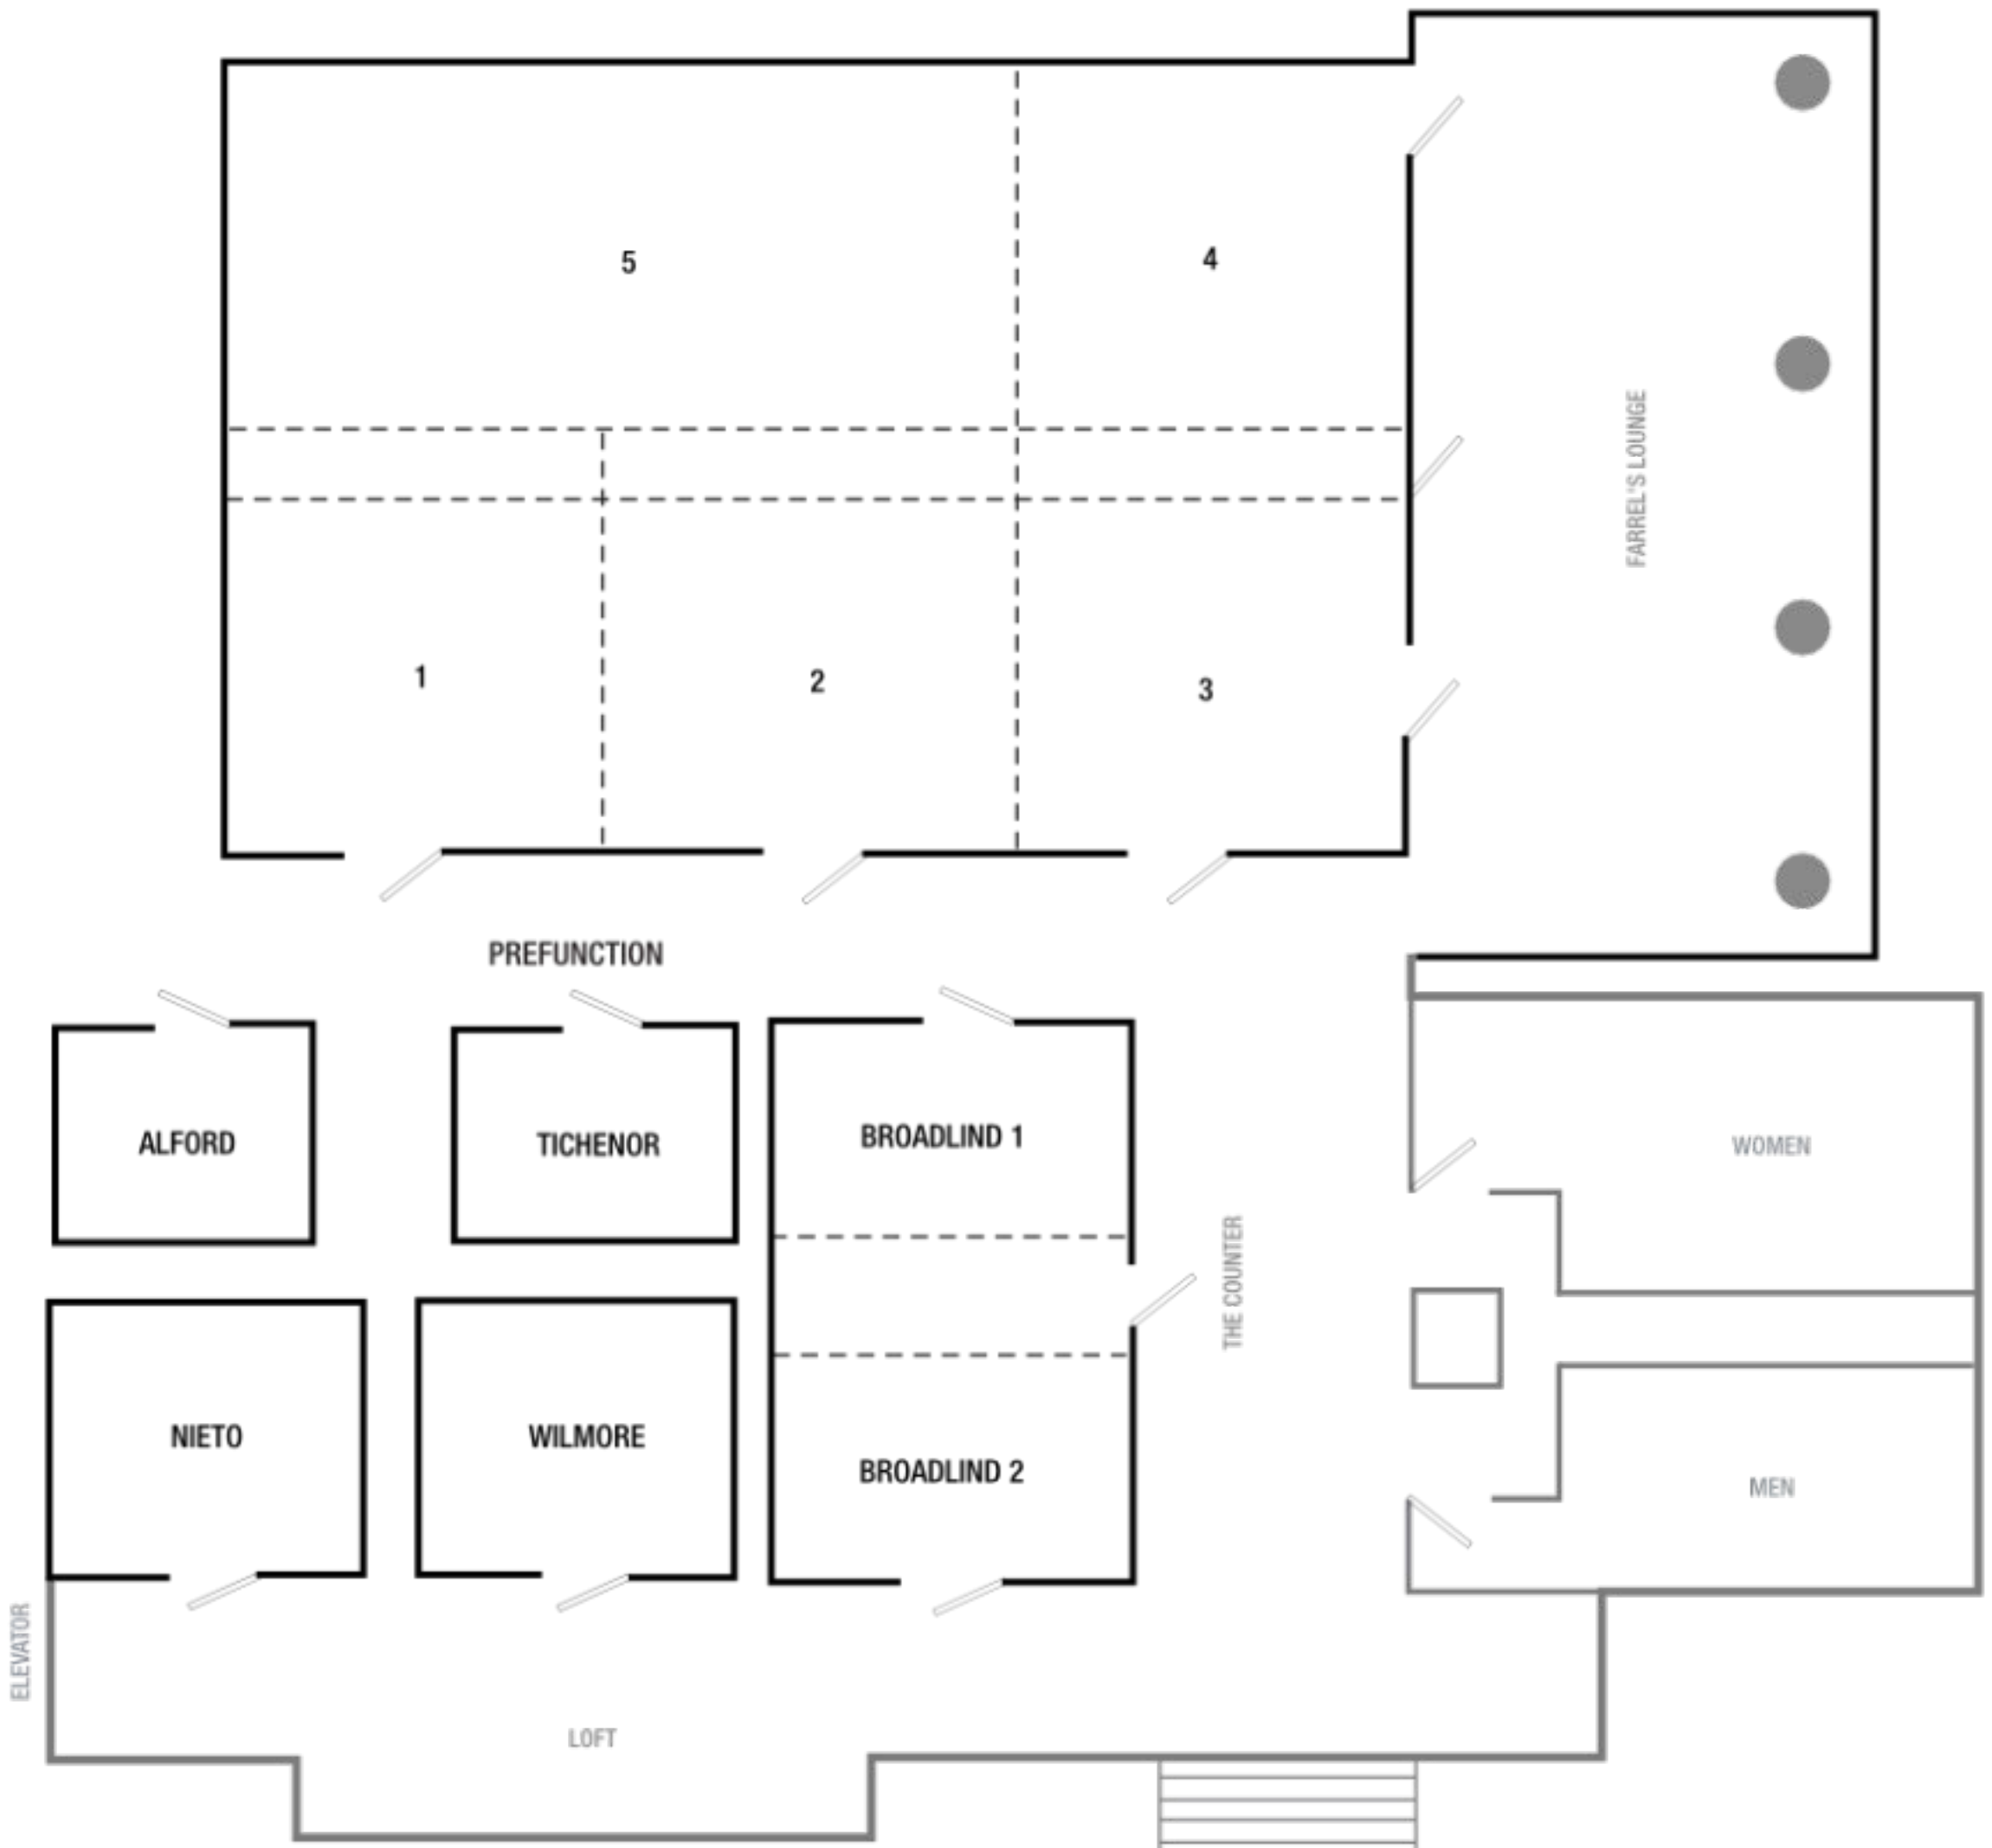 5
4
FARREL'S LOUNGE
1
2
3
PREFUNCTION
ALFORD
TICHENOR
BROADLIND 1
WOMEN
THE COUNTER
NIETO
WILMORE
BROADLIND 2
MEN
ELEVATOR
LOFT